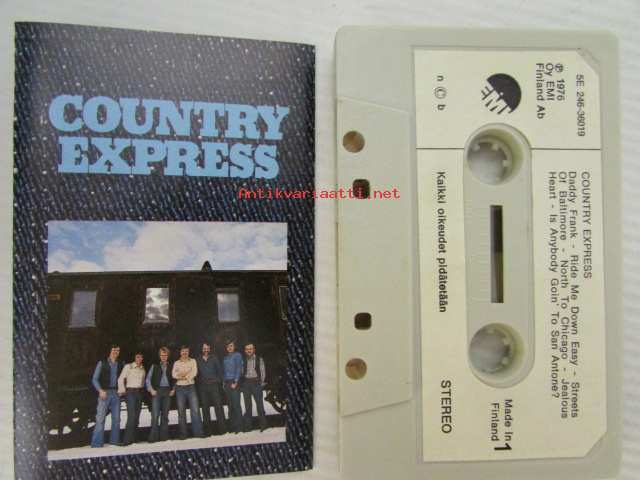 COUNTRY
EXPRESS
Antikvariaatti.net
5E 246-36019
℗ 1976
Oy EMI
Finland Ab
EMI
n © b
Kaikki oikeudet pidätetään
COUNTRY EXPRESS
Daddy Frank - Ride Me Down Easy - Streets
Of Baltimore - North To Chicago - Jealous
Heart - Is Anybody Goin' To San Antone?
STEREO
Made in
Finland
1